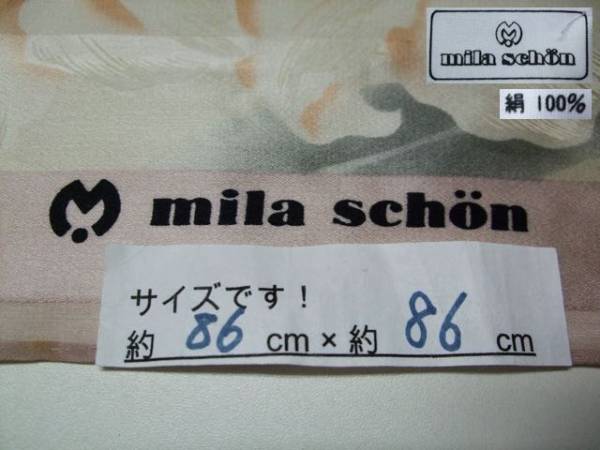 mila schön
絹 100%
mila schön
サイズです！
約 86 cm × 約 86 cm